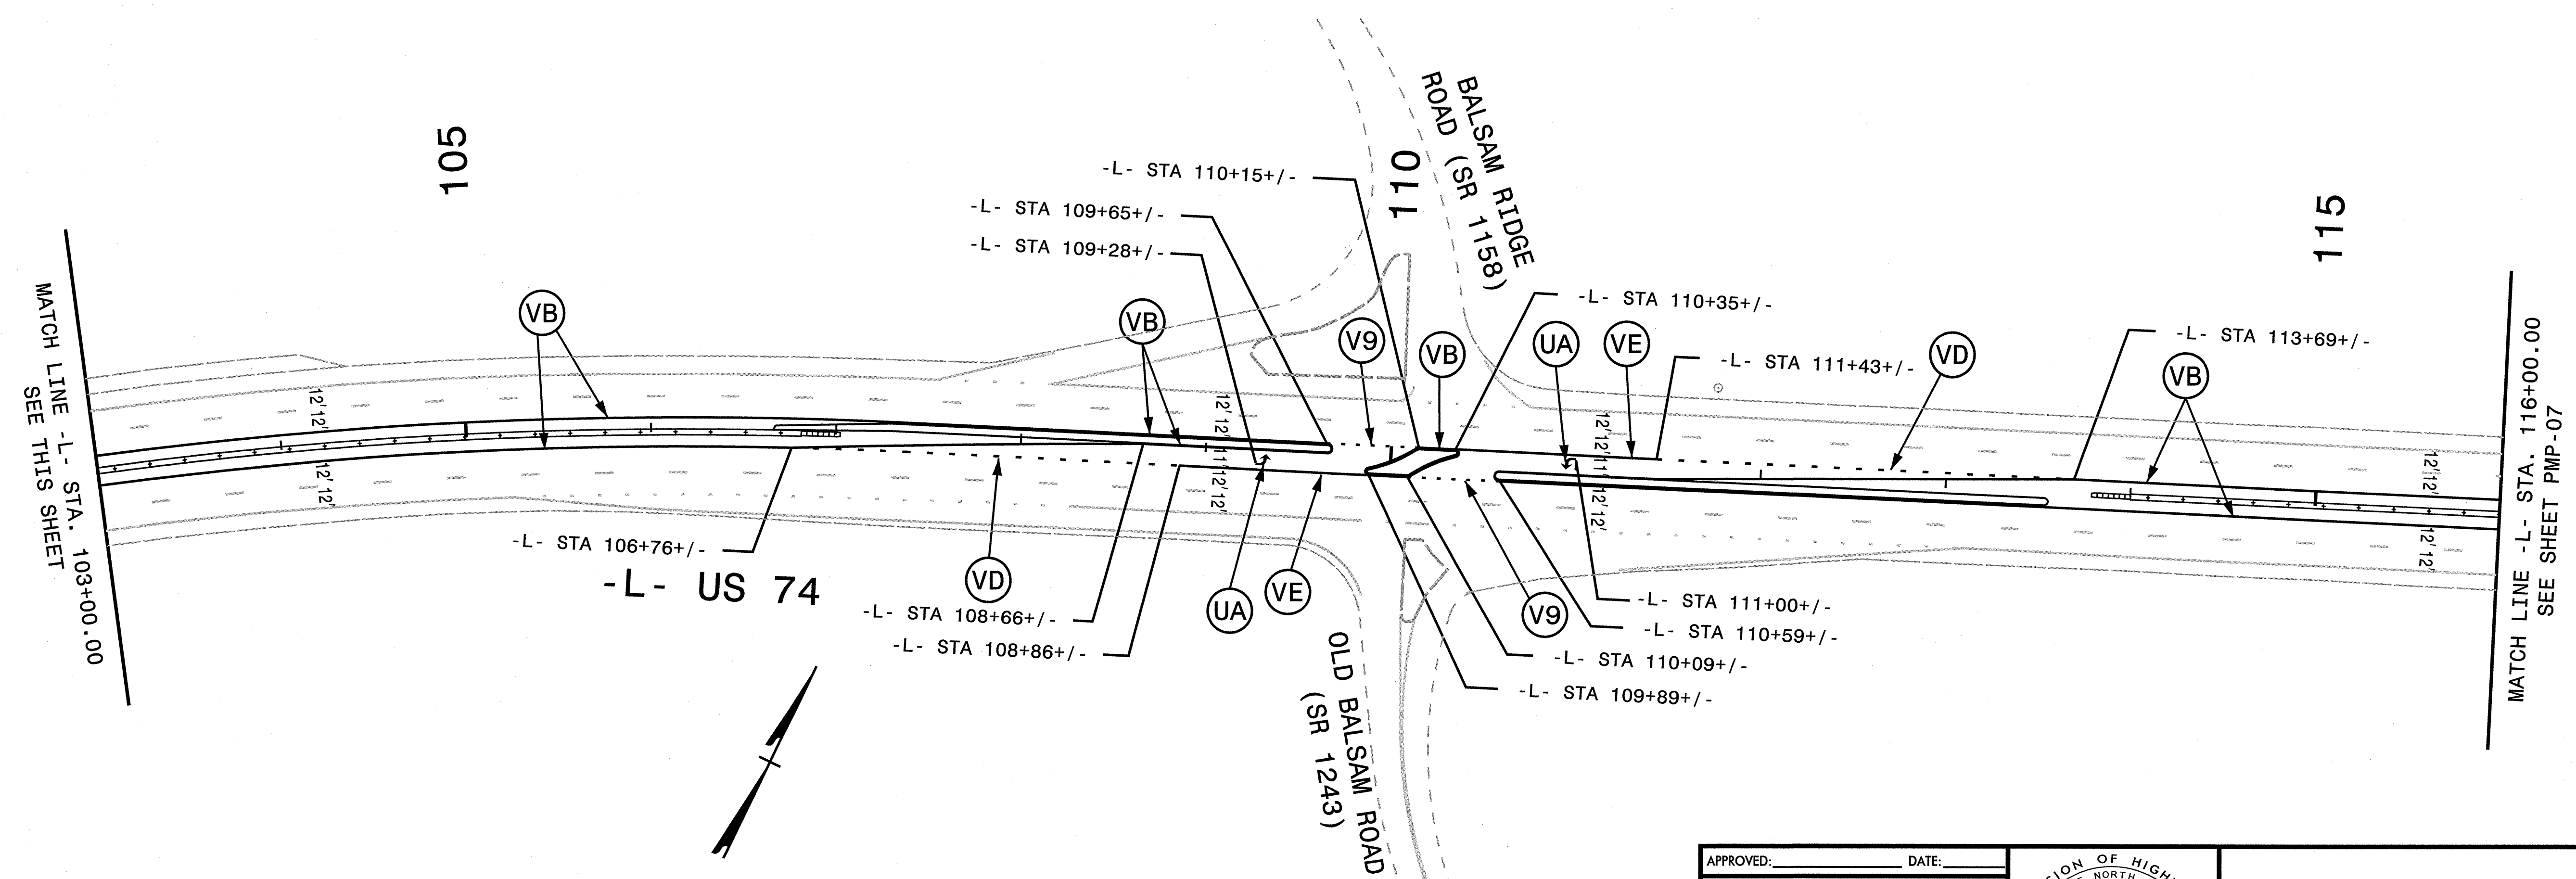 105
110
115
BALSAM RIDGE
ROAD (SR 1158)
-L- STA 110+15+/-
-L- STA 109+65+/-
-L- STA 109+28+/-
MATCH LINE -L- STA. 103+00.00
SEE THIS SHEET
VB
VB
V9
VB
-L- STA 110+35+/-
UA
VE
-L- STA 111+43+/-
VD
-L- STA 113+69+/-
VB
MATCH LINE -L- STA. 116+00.00
SEE SHEET PMP-07
12' 12'
12' 12'
12' 12' 11' 12' 12'
12' 12' 11' 12' 12'
12' 12'
12' 12'
-L- STA 106+76+/-
-L- US 74
VD
-L- STA 108+66+/-
-L- STA 108+86+/-
UA
VE
OLD BALSAM ROAD
(SR 1243)
V9
-L- STA 111+00+/-
-L- STA 110+59+/-
-L- STA 110+09+/-
-L- STA 109+89+/-
APPROVED: DATE:
ION OF HIGH
NORTH